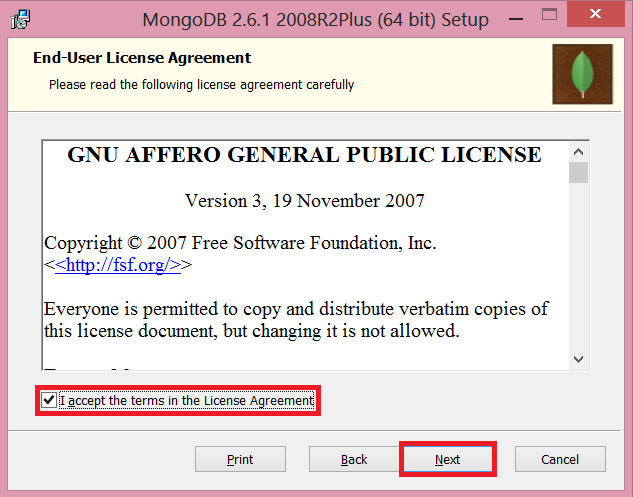 MongoDB 2.6.1 2008R2Plus (64 bit) Setup
End-User License Agreement
Please read the following license agreement carefully
GNU AFFERO GENERAL PUBLIC LICENSE
Version 3, 19 November 2007
Copyright © 2007 Free Software Foundation, Inc.
<<http://fsf.org/>>
Everyone is permitted to copy and distribute verbatim copies of
this license document, but changing it is not allowed.
I accept the terms in the License Agreement
Print
Back
Next
Cancel